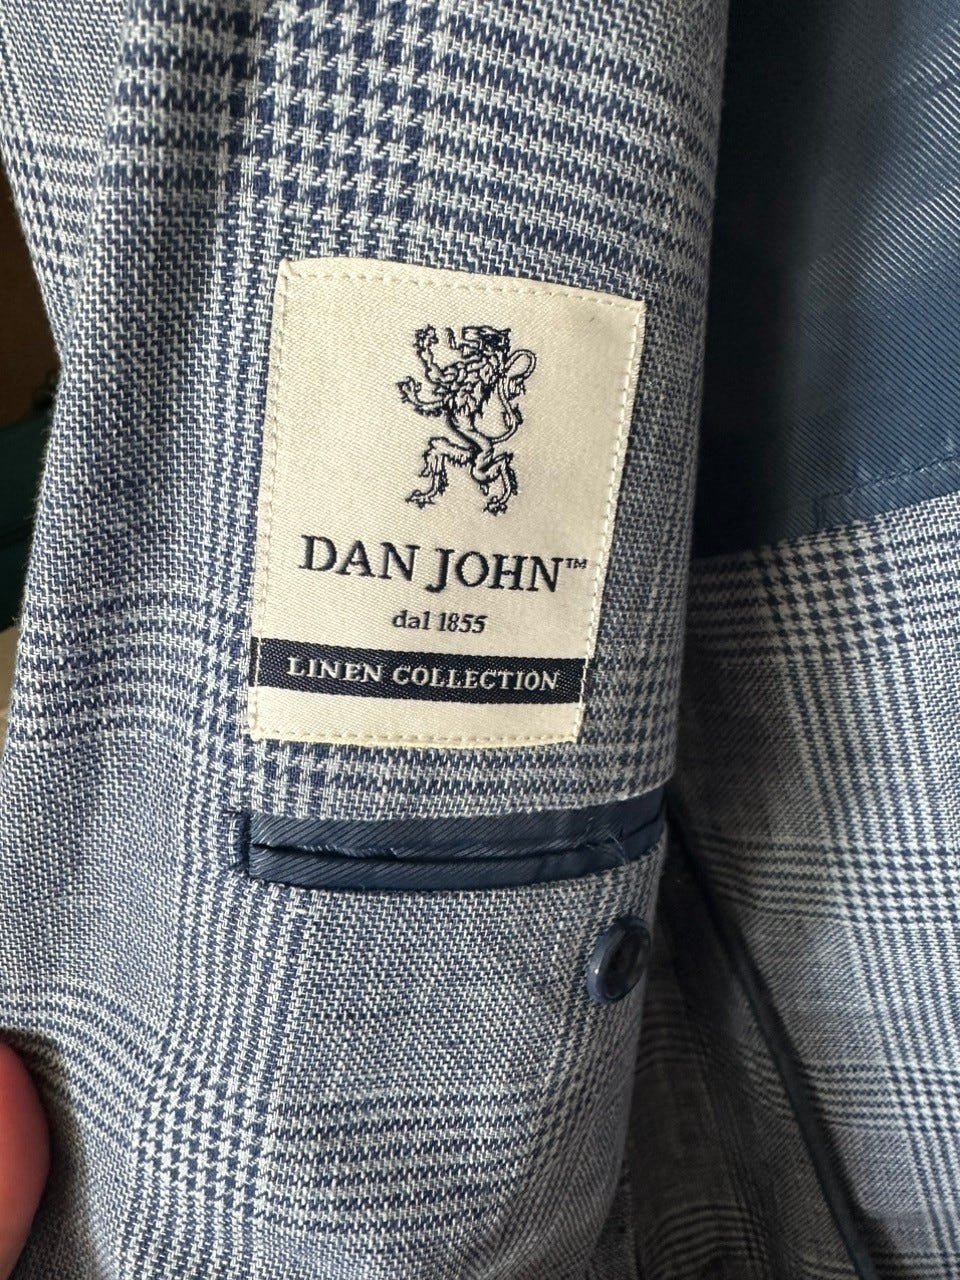 DAN JOHN™
dal 1855
LINEN COLLECTION